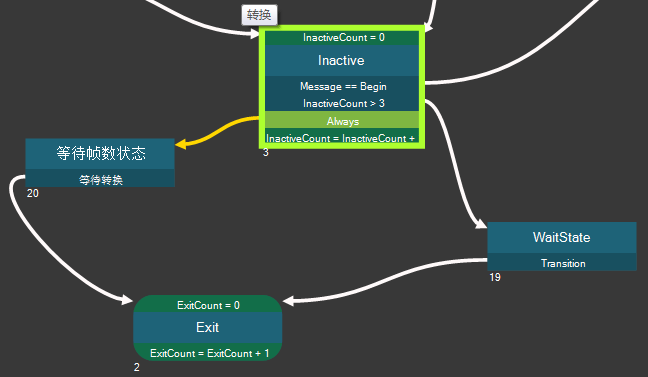 转换
InactiveCount = 0
Inactive
Message == Begin
InactiveCount > 3
Always
InactiveCount = InactiveCount +
3
等待帧数状态
等待转换
20
WaitState
Transition
19
ExitCount = 0
Exit
ExitCount = ExitCount + 1
2